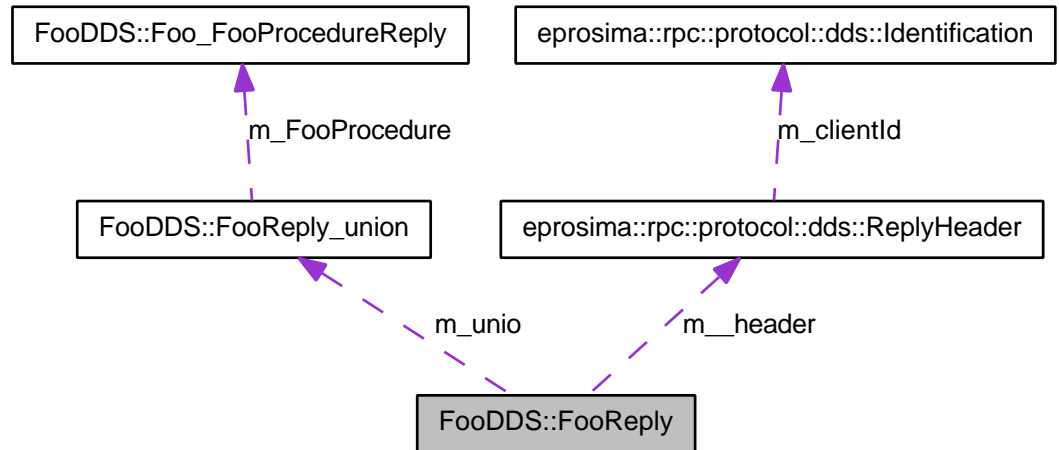 FooDDS::Foo_FooProcedureReply
eprosima::rpc::protocol::dds::Identification
m_FooProcedure
m_clientId
FooDDS::FooReply_union
eprosima::rpc::protocol::dds::ReplyHeader
m_unio
m__header
FooDDS::FooReply